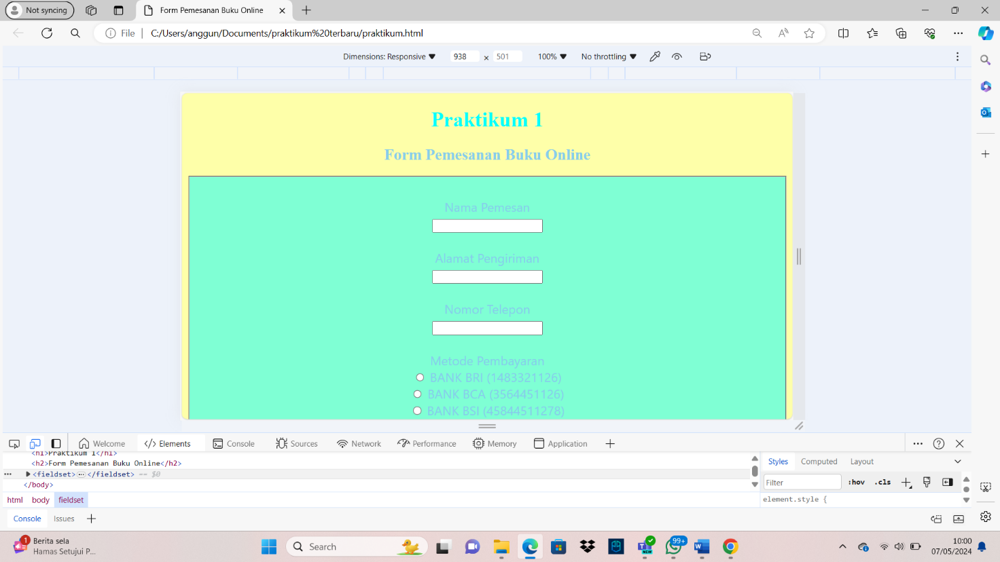 Not syncing
Form Pemesanan Buku Online
File
C:/Users/anggun/Documents/praktikum%20terbaru/praktikum.html
Dimensions: Responsive
938 x 501
100%
No throttling
Praktikum 1
Form Pemesanan Buku Online
Nama Pemesan
Alamat Pengiriman
Nomor Telepon
Metode Pembayaran
BANK BRI (1483321126)
BANK BCA (3564451126)
BANK BSI (45844511278)
Welcome
Elements
Console
Sources
Network
Performance
Memory
Application
<h1>Praktikum 1</h1>
<h2>Form Pemesanan Buku Online</h2>
<fieldset>…</fieldset> == $0
</body>
html body fieldset
Styles Computed Layout
Filter
:hov .cls
element.style {
Console Issues
1
Berita sela
Hamas Setujui P...
Search
NEW
99+
10:00
07/05/2024